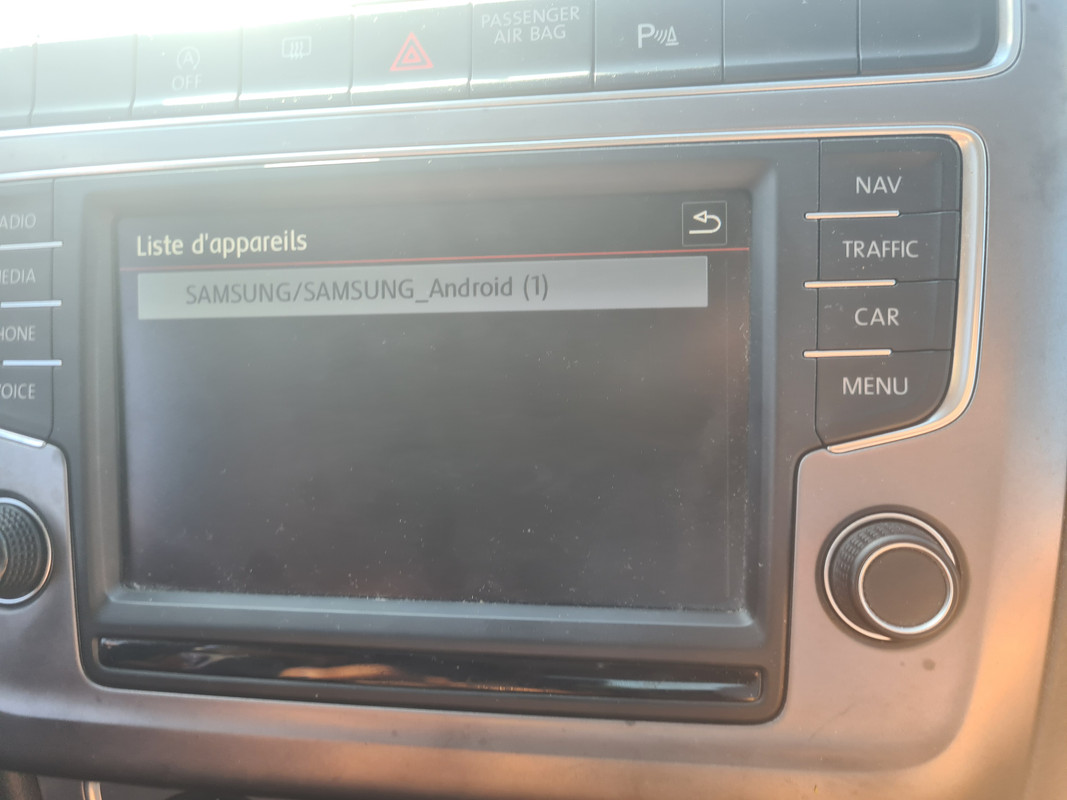 OFF
PASSENGER
AIR BAG
P
Liste d'appareils
SAMSUNG/SAMSUNG_Android (1)
ADIO
EDIA
HONE
OICE
NAV
TRAFFIC
CAR
MENU